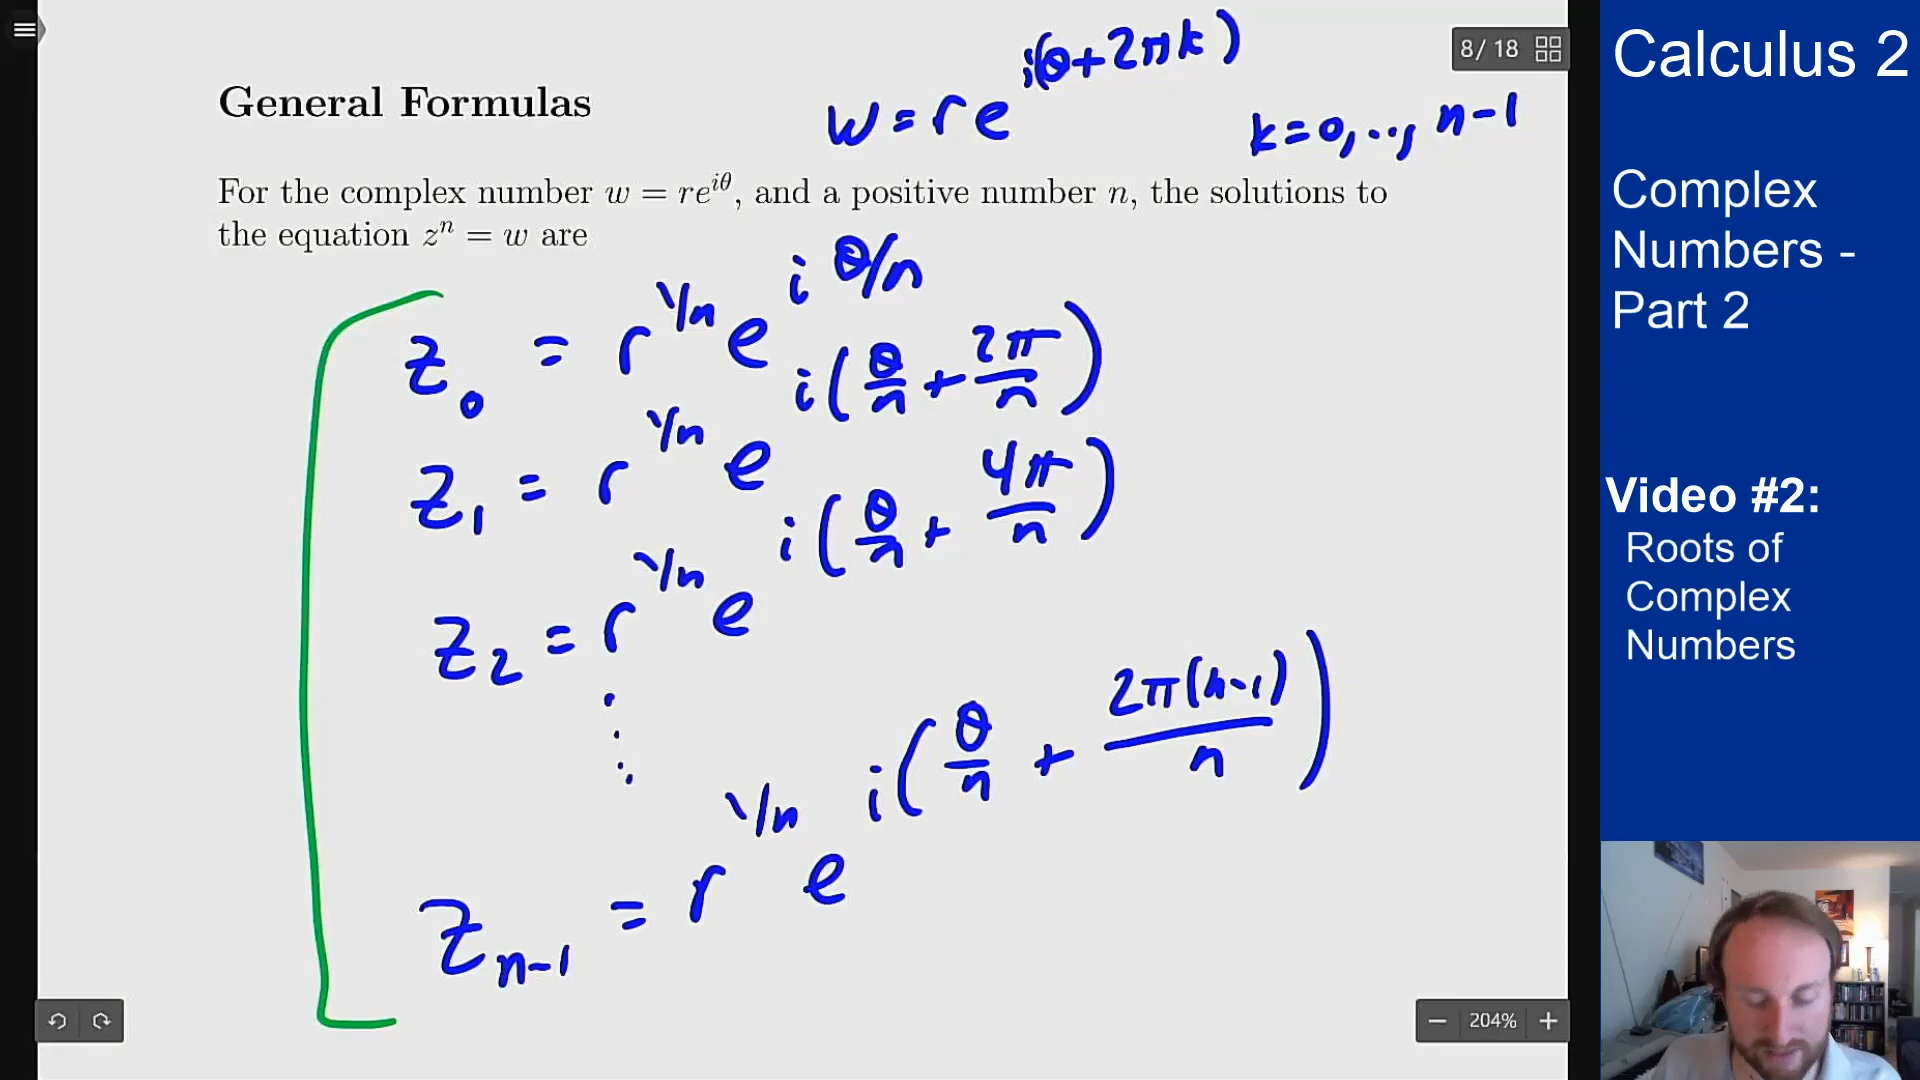 General Formulas
w = re^{i(θ+2πk)}
k=0,..., n-1
8/ 18
For the complex number w = re^{iθ}, and a positive number n, the solutions to
the equation z^n = w are
z_0 = r^{1/n} e^{i θ/n}
z_1 = r^{1/n} e^{i(θ/n + 2π/n)}
z_2 = r^{1/n} e^{i(θ/n + 4π/n)}
⋮
z_{n-1} = r^{1/n} e^{i(θ/n + 2π(n-1)/n)}
204%
Calculus 2
Complex
Numbers -
Part 2
Video #2:
Roots of
Complex
Numbers